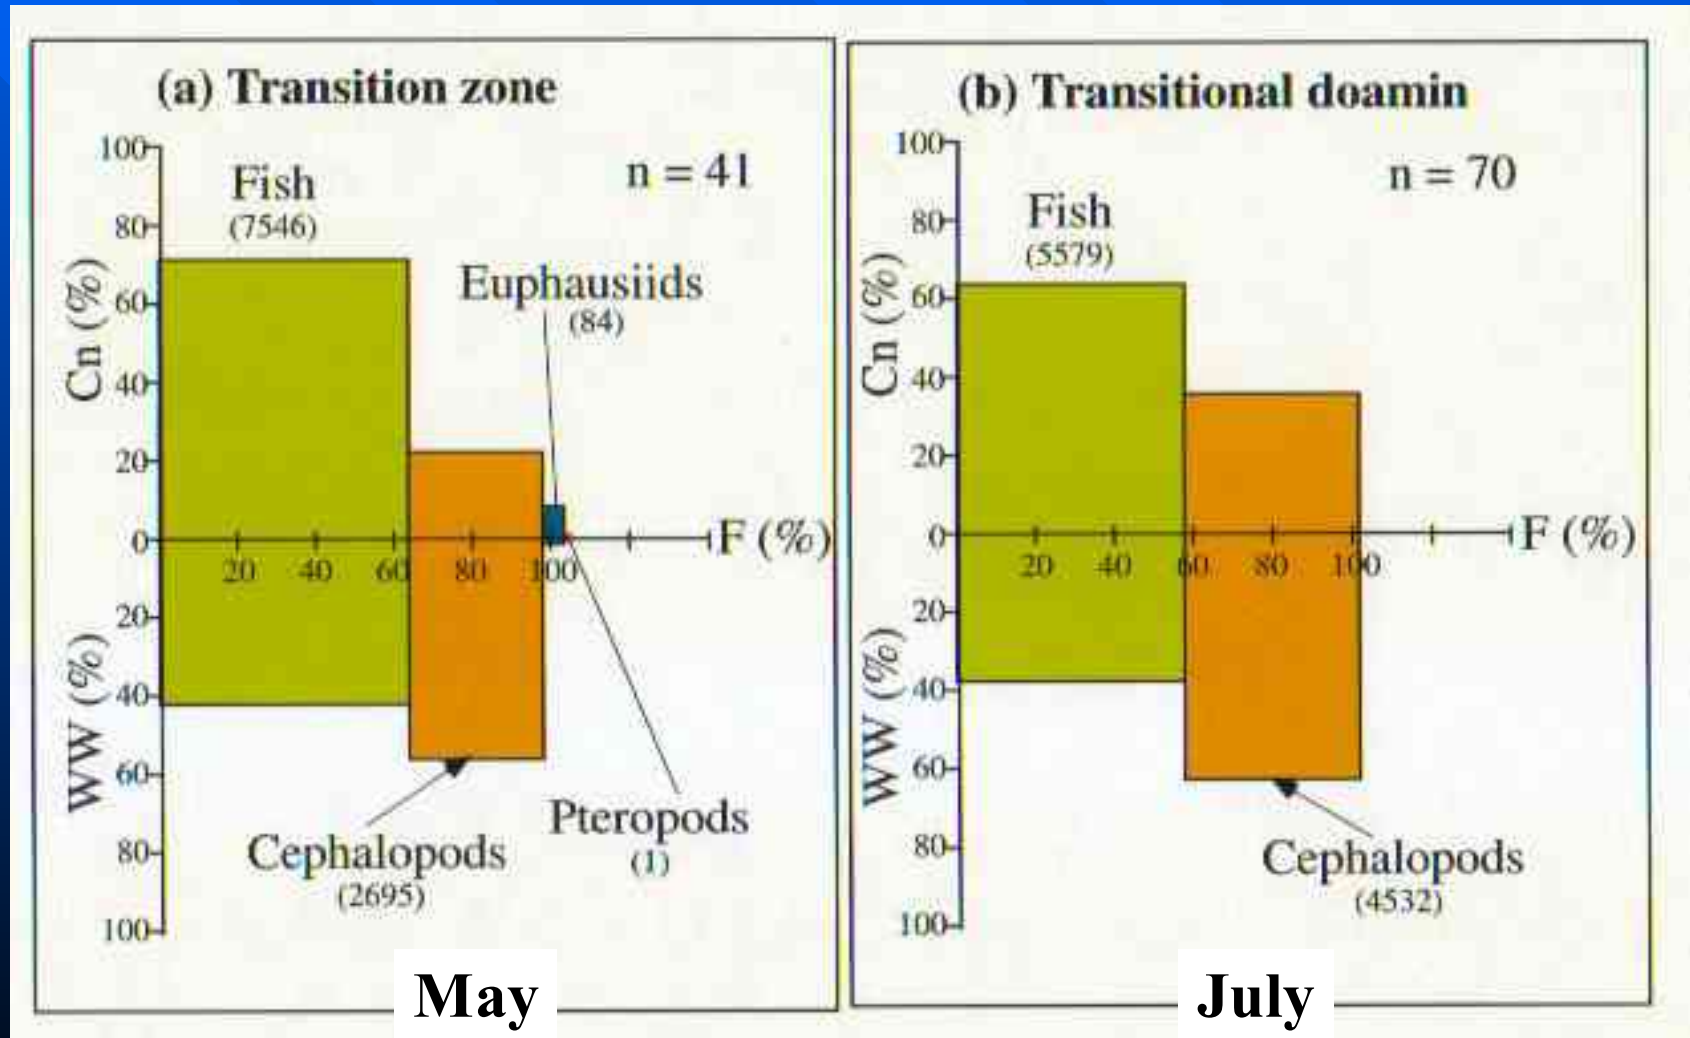 (a) Transition zone
n = 41
100
80
60
40
20
0
20
40
60
80
100
Cn (%)
WW (%)
20 40 60 80 100
F (%)
Fish
(7546)
Euphausiids
(84)
Cephalopods
(2695)
Pteropods
(1)
May
(b) Transitional doamin
n = 70
100
80
60
40
20
0
20
40
60
80
100
Cn (%)
WW (%)
20 40 60 80 100
F (%)
Fish
(5579)
Cephalopods
(4532)
July